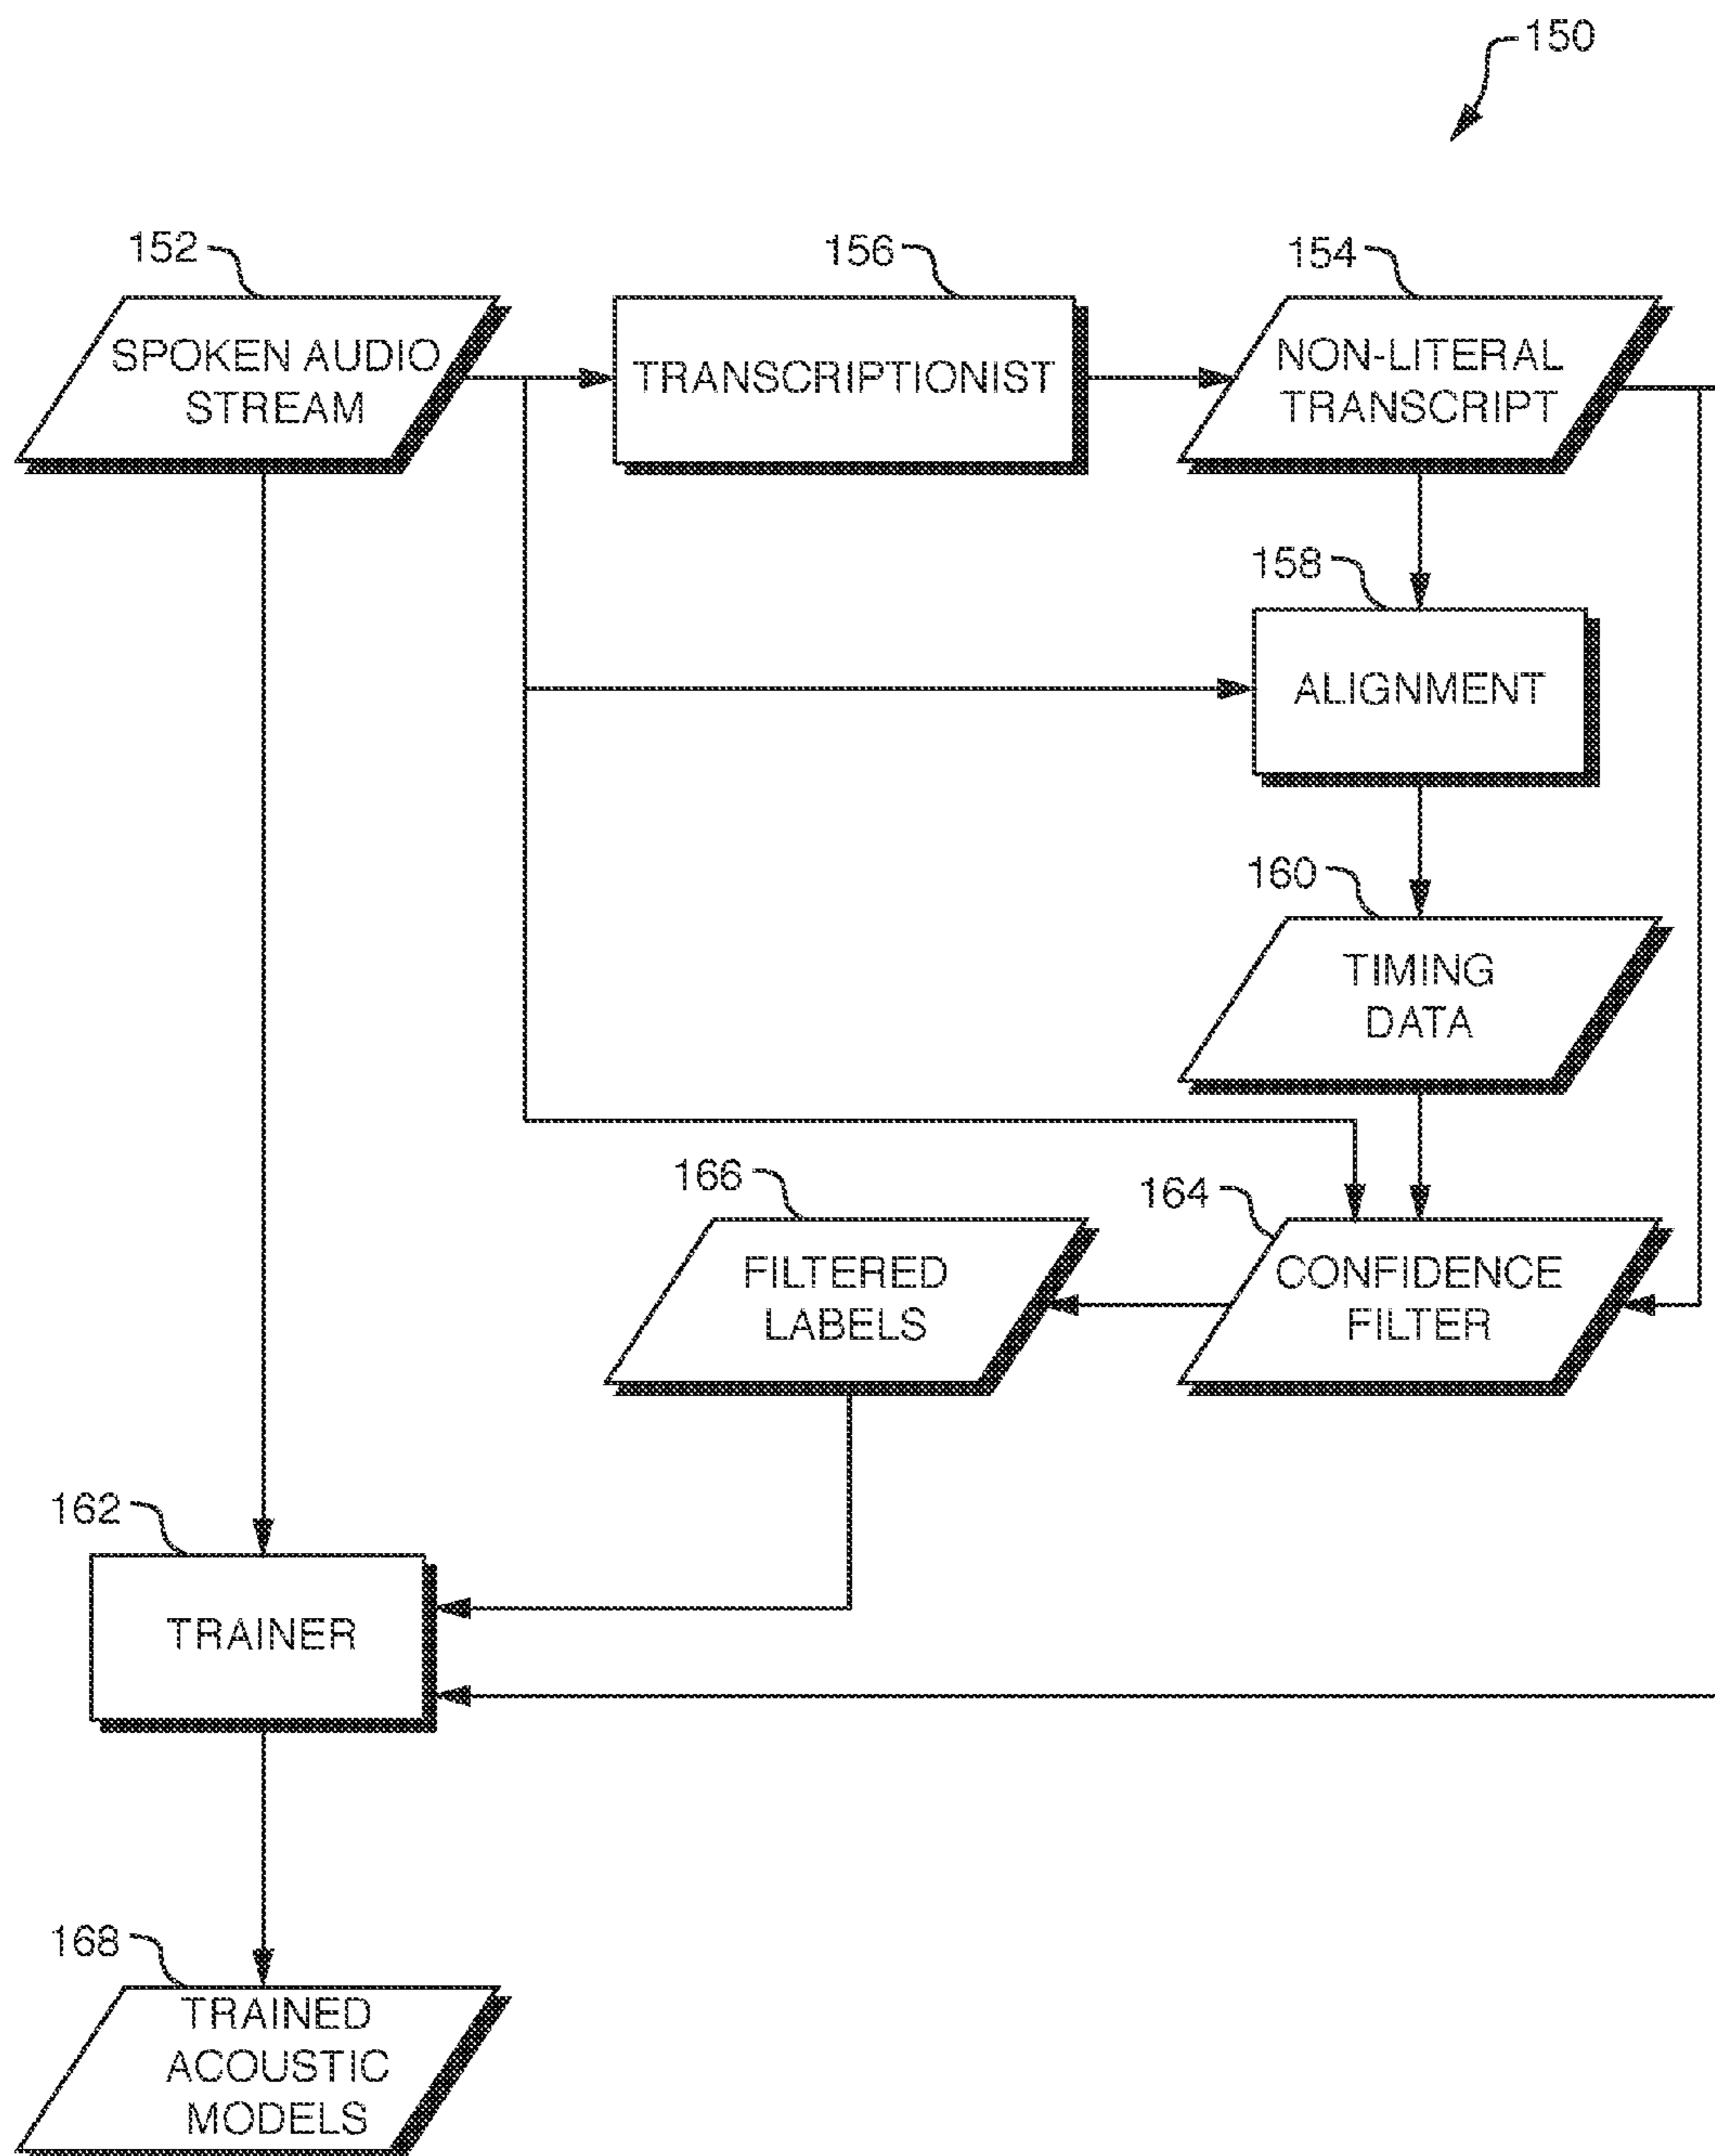 150
152
156
154
SPOKEN AUDIO
STREAM
TRANSCRIPTIONIST
NON-LITERAL
TRANSCRIPT
158
ALIGNMENT
160
TIMING
DATA
166
164
FILTERED
LABELS
CONFIDENCE
FILTER
162
TRAINER
168
TRAINED
ACOUSTIC
MODELS